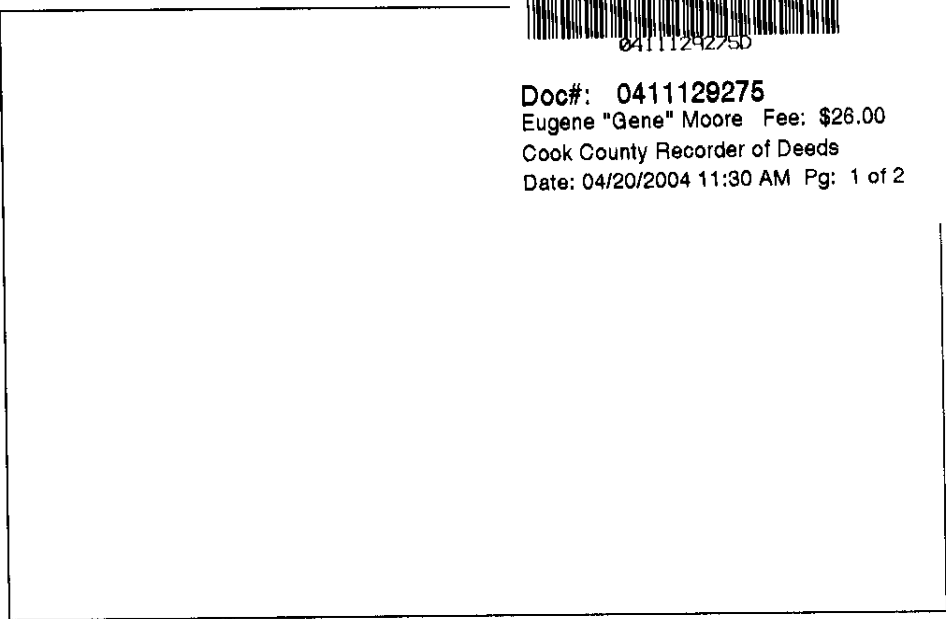 0411129275D
Doc#: 0411129275
Eugene "Gene" Moore Fee: $26.00
Cook County Recorder of Deeds
Date: 04/20/2004 11:30 AM Pg: 1 of 2